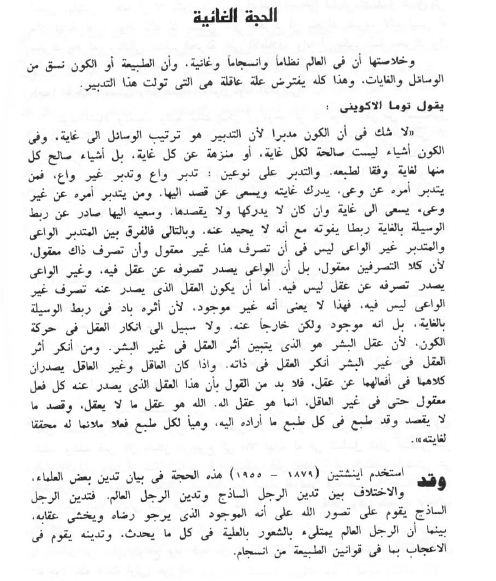 الحجة الغائية
وخلاصتها أن فى العالم نظاماً وانسجاماً وغائية، وأن الطبيعة أو الكون نسق من
الوسائل والغايات، وهذا كله يفترض علة عاقلة هى التى تولت هذا التدبير.
يقول توما الاكوينى :
«لا شك فى أن الكون مدبرا لأن التدبير هو ترتيب الوسائل الى غاية، وفى
الكون أشياء ليست صالحة لكل غاية، أو منزهة عن كل غاية، بل أشياء صالح كل
منها لغاية وفقا لطبعه. والتدبر على نوعين : تدبر واع وتدبر غير واع، فمن
يتدبر أمره عن وعى، يدرك غايته ويسعى عن قصد اليها. ومن يتدبر أمره عن غير
وعى، يسعى الى غاية وان كان لا يدركها ولا يقصدها. وسعيه اليها صادر عن ربط
الوسيلة بالغاية ربطا يفوته مع أنه لا يحيد عنه. وبالتالى فالفرق بين المتدبر الواعى
والمتدبر غير الواعى ليس فى أن تصرف هذا غير معقول وأن تصرف ذاك معقول،
لأن كلا التصرفين معقول، بل أن الواعى يصدر تصرفه عن عقل فيه، وغير الواعى
يصدر تصرفه عن عقل ليس فيه. أما أن يكون العقل الذى يصدر عنه تصرف غير
الواعى ليس فيه، فهذا لا يعنى أنه غير موجود، لأن أثره باد فى ربط الوسيلة
بالغاية، بل انه موجود ولكن خارجاً عنه. ولا سبيل الى انكار العقل فى حركة
الكون، لأن عقل البشر هو الذى يتبين أثر العقل فى غير البشر. ومن أنكر أثر
العقل فى غير البشر أنكر العقل فى ذاته. واذا كان العاقل وغير العاقل يصدران
كلاهما فى أفعالهما عن عقل، فلا بد من القول بأن هذا العقل الذى يصدر عنه كل فعل
معقول حتى فى غير العاقل، انما هو عقل اله. الله هو عقل ما لا يعقل، وقصد ما
لا يقصد وقد طبع فى كل طبع ما أراده اليه، وهيأ لكل طبع فعلا ملائما له محققا
لغايته».
وقد استخدم اينشتين (١٨٧٩ – ١٩٥٥) هذه الحجة فى بيان تدين بعض العلماء،
والاختلاف بين تدين الرجل الساذج وتدين الرجل العالم. فتدين الرجل
الساذج يقوم على تصور الله على أنه الموجود الذى يرجو رضاه ويخشى عقابه،
بينما أن الرجل العالم يمتلىء بالشعور بالعلية فى كل ما يحدث، وتدينه يقوم فى
الاعجاب بما فى قوانين الطبيعة من انسجام.